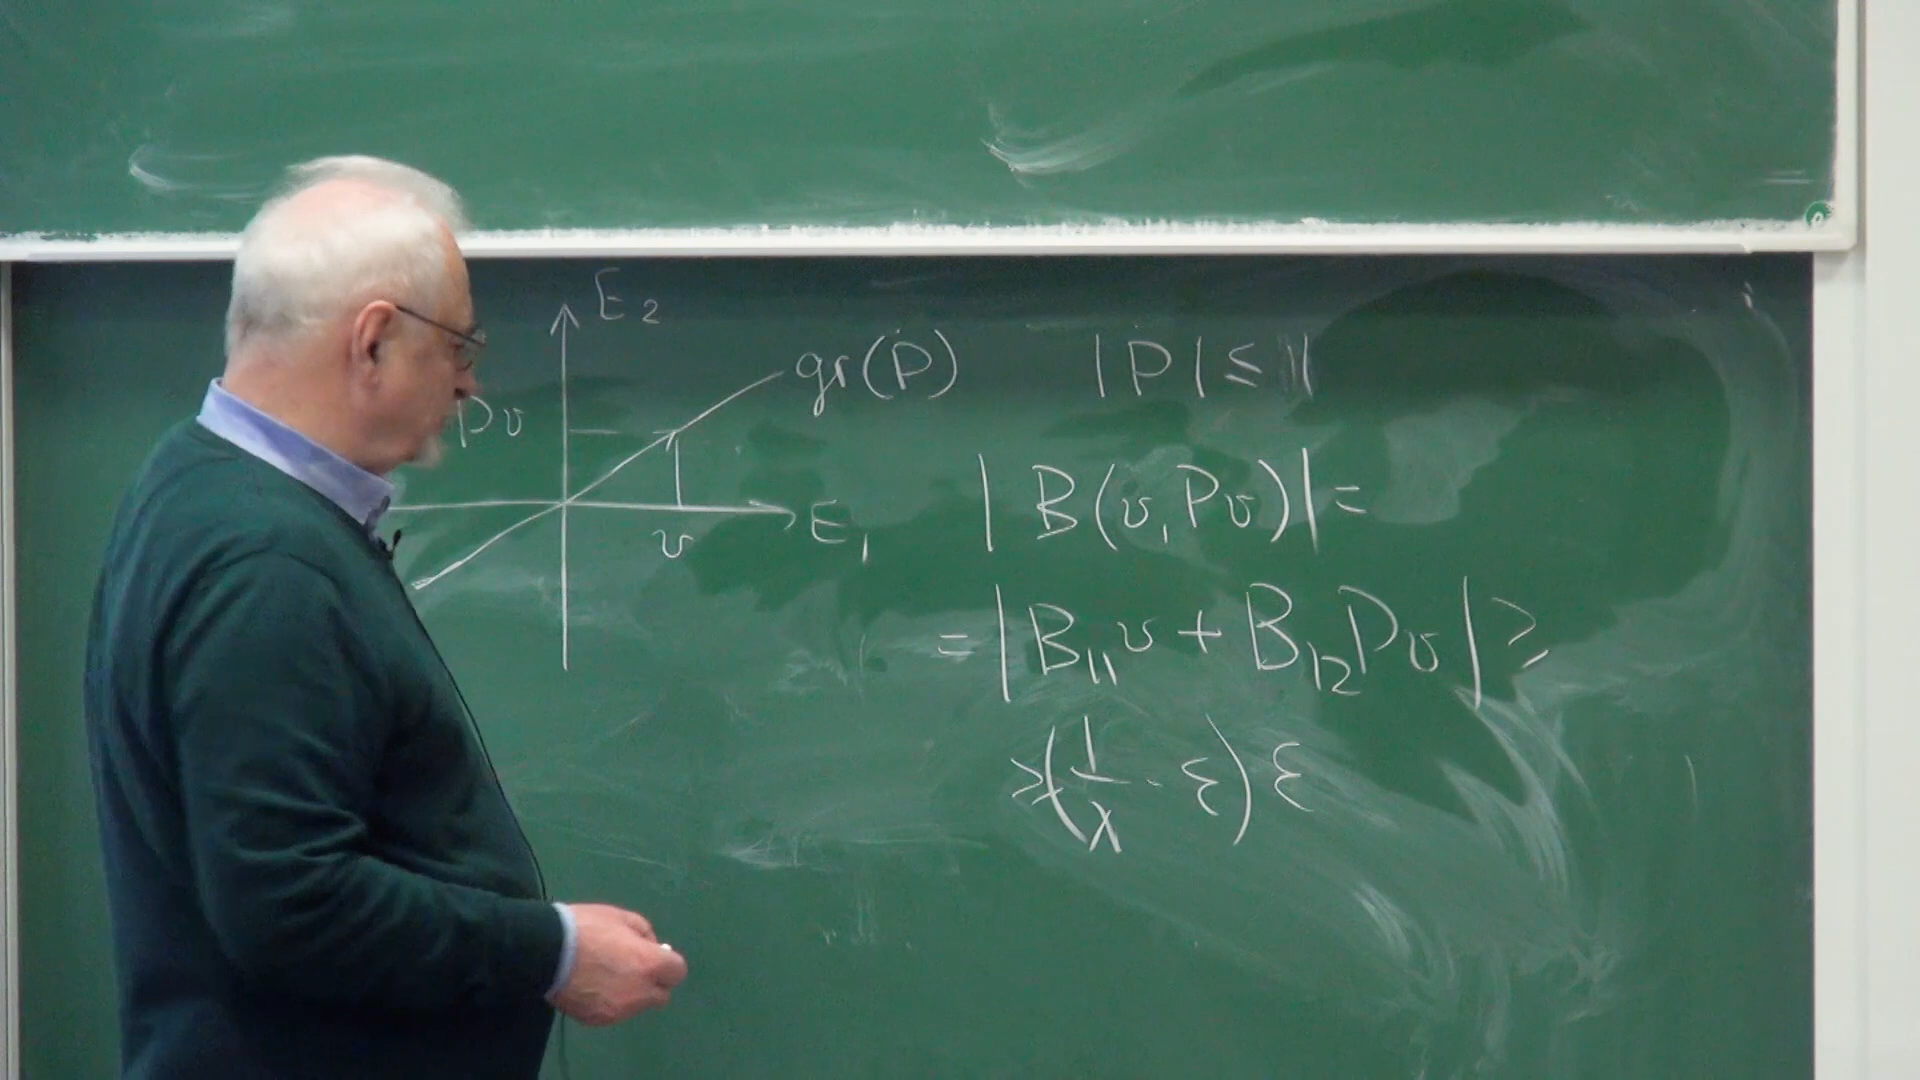 E₂
gr(P) |P| ≤ 1
Pv
E₁
v
|B(v, Pv)| =
= |B₁₁v + B₁₂Pv| ≥
≥ (1/λ - ε) ε